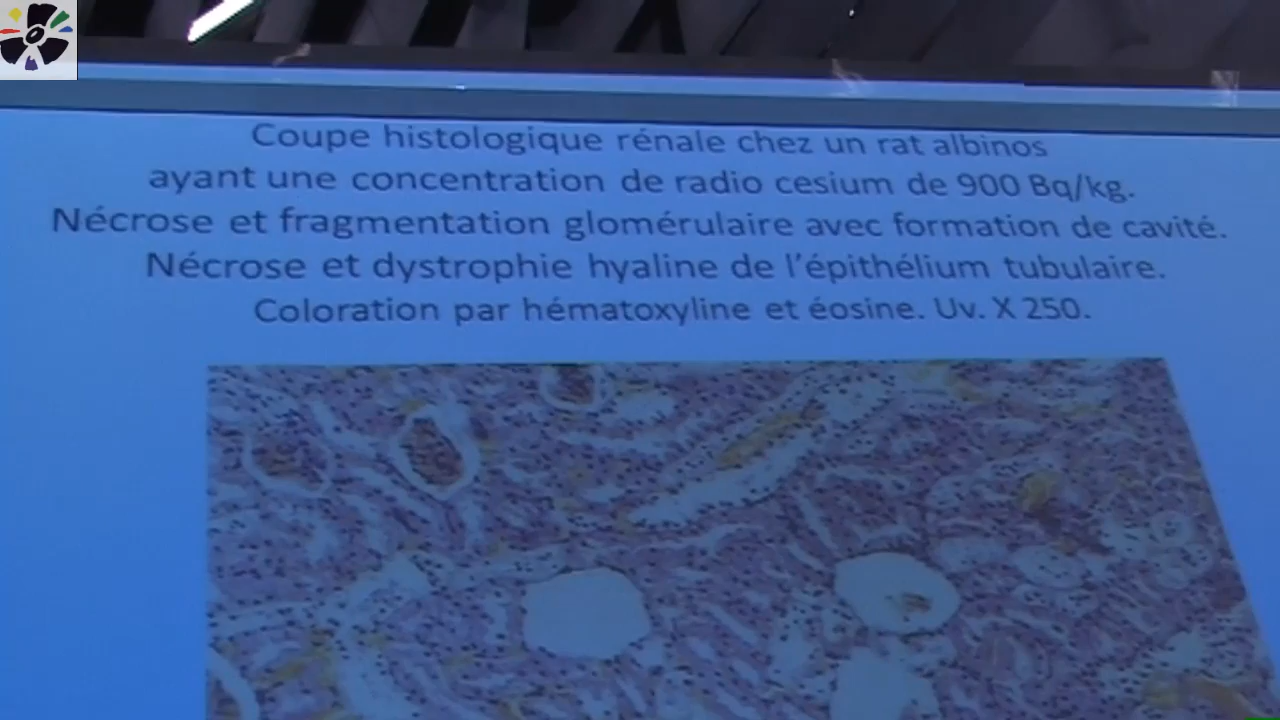 Coupe histologique rénale chez un rat albinos
ayant une concentration de radio cesium de 900 Bq/kg.
Nécrose et fragmentation glomérulaire avec formation de cavité.
Nécrose et dystrophie hyaline de l’épithélium tubulaire.
Coloration par hématoxyline et éosine. Uv. X 250.